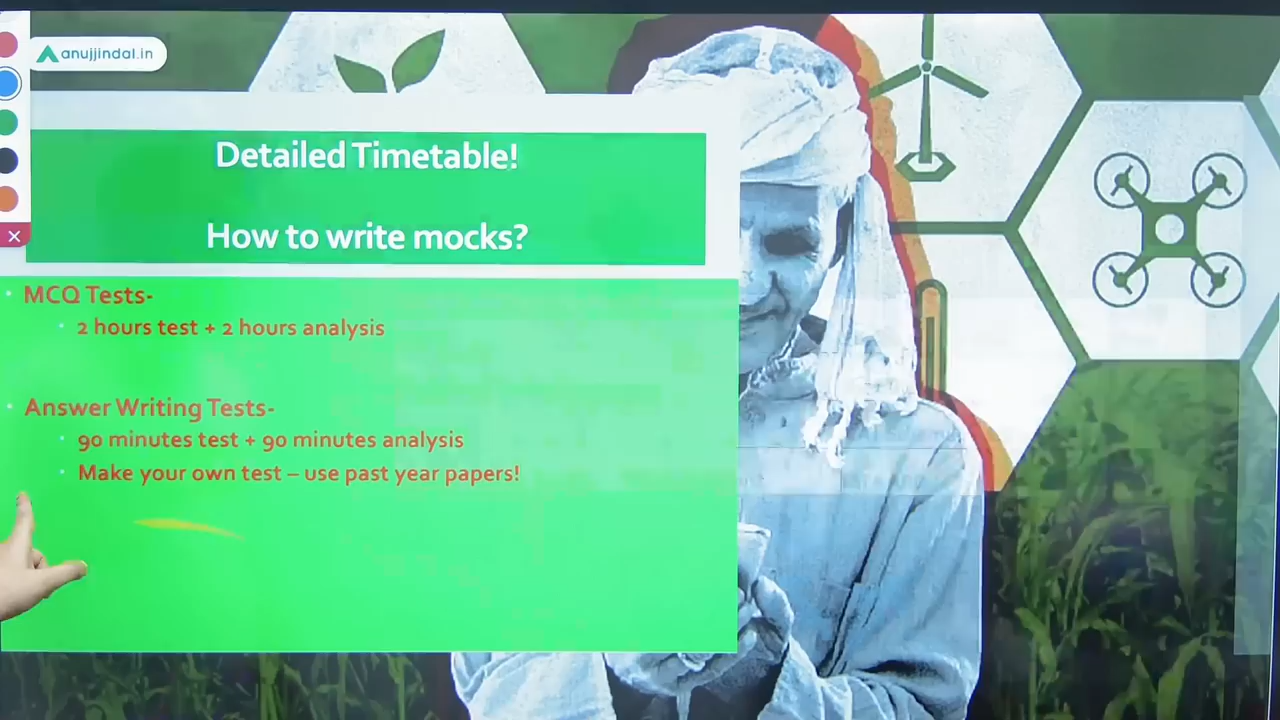 anujjindal.in
Detailed Timetable!
How to write mocks?
MCQ Tests-
2 hours test + 2 hours analysis
Answer Writing Tests-
90 minutes test + 90 minutes analysis
Make your own test – use past year papers!